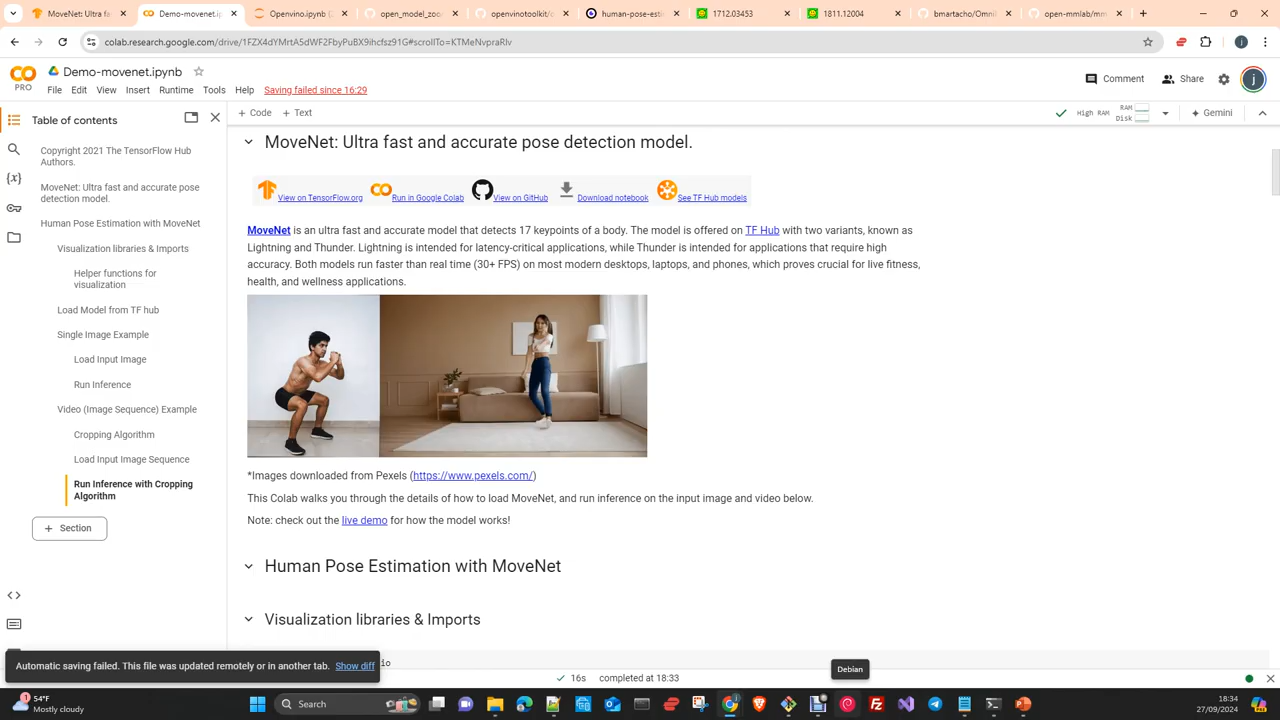 MoveNet: Ultra fast
Demo-movenet.ipynb
Openvino.ipynb
open_model_zoo
openvinotoolkit/
human-pose-esti
1712.03453
1811.12004
bmartacho/Omni
open-mmlab/mm
colab.research.google.com/drive/1FZX4dYMrtA5dWF2FbyPuBX9ihcfsz91G#scrollTo=KTMeNvpraRlv
PRO
Demo-movenet.ipynb
File Edit View Insert Runtime Tools Help Saving failed since 16:29
Comment Share
Table of contents
+ Code + Text
High RAM RAM Disk Gemini
Copyright 2021 The TensorFlow Hub
Authors.
MoveNet: Ultra fast and accurate pose
detection model.
Human Pose Estimation with MoveNet
Visualization libraries & Imports
Helper functions for
visualization
Load Model from TF hub
Single Image Example
Load Input Image
Run Inference
Video (Image Sequence) Example
Cropping Algorithm
Load Input Image Sequence
Run Inference with Cropping
Algorithm
+ Section
MoveNet: Ultra fast and accurate pose detection model.
View on TensorFlow.org Run in Google Colab View on GitHub Download notebook See TF Hub models
MoveNet is an ultra fast and accurate model that detects 17 keypoints of a body. The model is offered on TF Hub with two variants, known as
Lightning and Thunder. Lightning is intended for latency-critical applications, while Thunder is intended for applications that require high
accuracy. Both models run faster than real time (30+ FPS) on most modern desktops, laptops, and phones, which proves crucial for live fitness,
health, and wellness applications.
*Images downloaded from Pexels (https://www.pexels.com/)
This Colab walks you through the details of how to load MoveNet, and run inference on the input image and video below.
Note: check out the live demo for how the model works!
Human Pose Estimation with MoveNet
Visualization libraries & Imports
io
Automatic saving failed. This file was updated remotely or in another tab. Show diff
Debian
16s completed at 18:33
54°F
Mostly cloudy
Search
18:34
27/09/2024